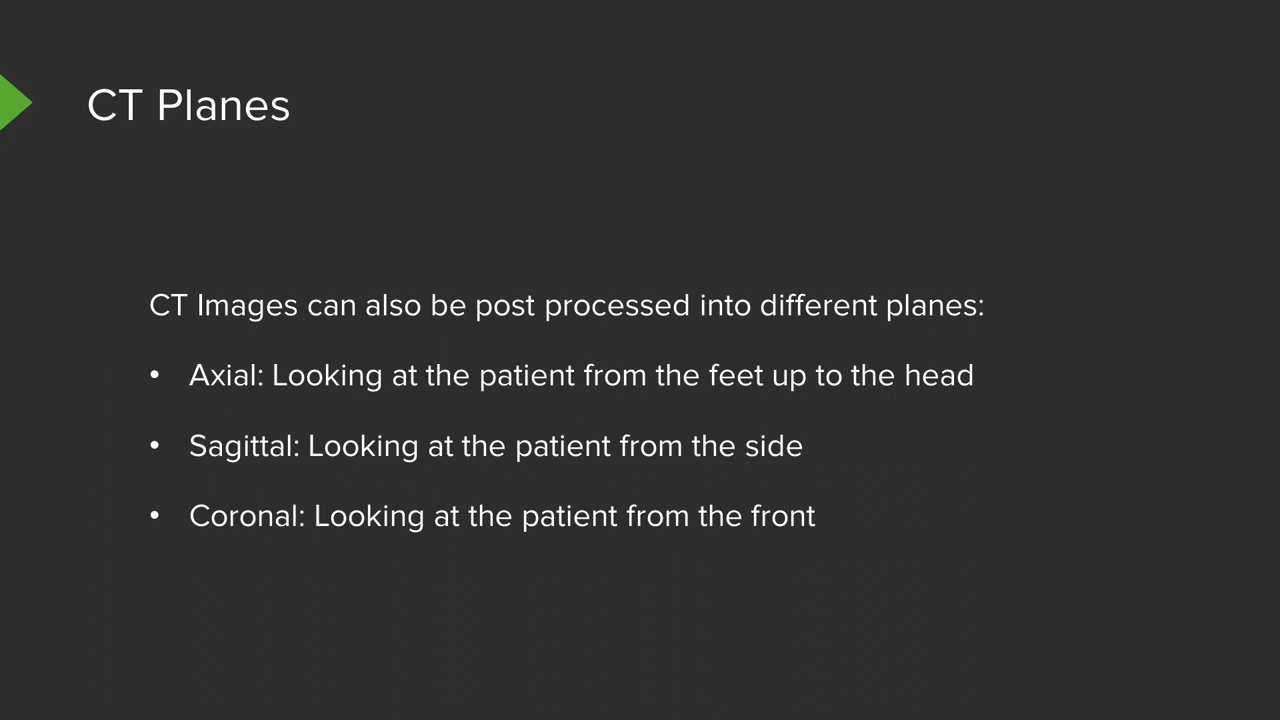 CT Planes
CT Images can also be post processed into different planes:
• Axial: Looking at the patient from the feet up to the head
• Sagittal: Looking at the patient from the side
• Coronal: Looking at the patient from the front